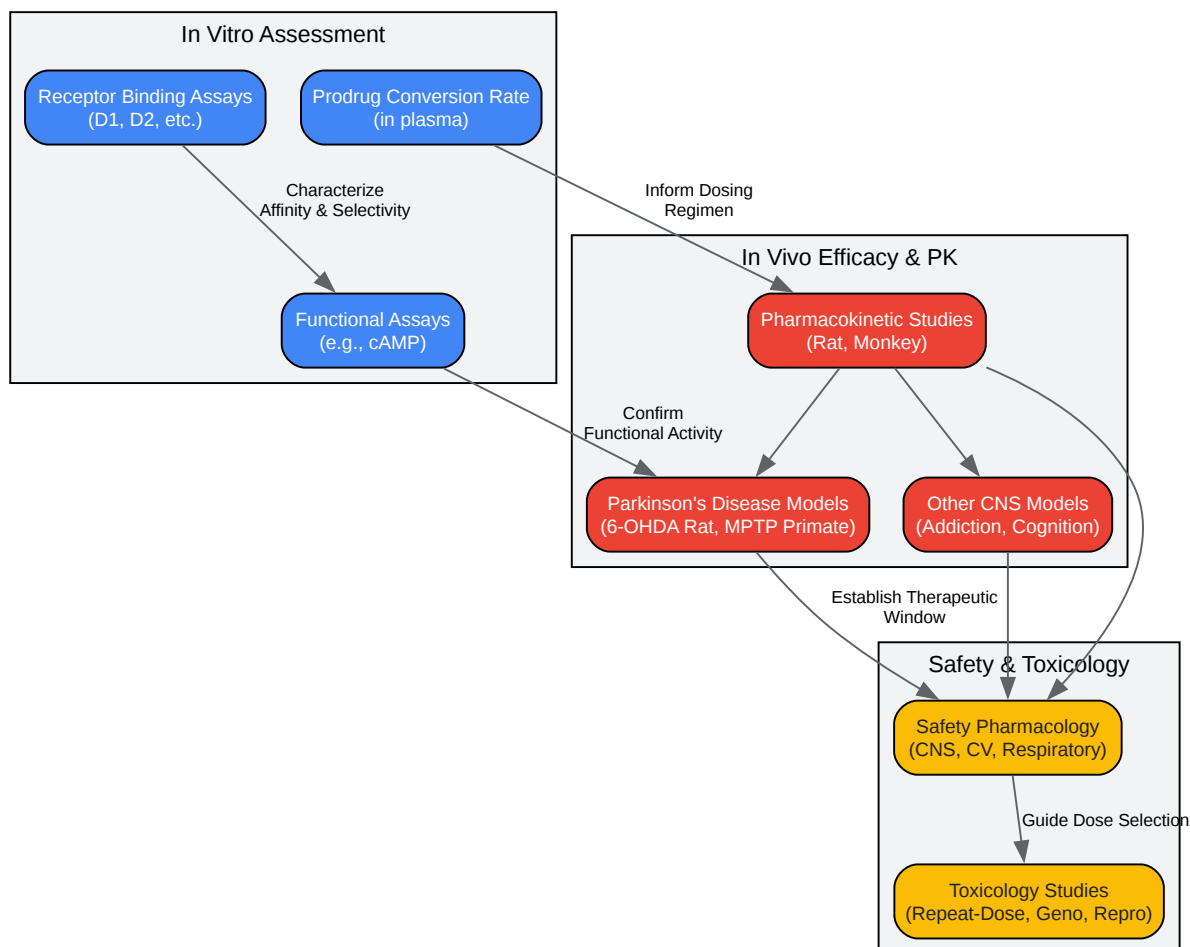 In Vitro Assessment
Receptor Binding Assays
(D1, D2, etc.)
Prodrug Conversion Rate
(in plasma)
Characterize
Affinity & Selectivity
Inform Dosing
Regimen
In Vivo Efficacy & PK
Functional Assays
(e.g., cAMP)
Pharmacokinetic Studies
(Rat, Monkey)
Confirm
Functional Activity
Parkinson's Disease Models
(6-OHDA Rat, MPTP Primate)
Other CNS Models
(Addiction, Cognition)
Establish Therapeutic
Window
Safety & Toxicology
Safety Pharmacology
(CNS, CV, Respiratory)
Guide Dose Selection
Toxicology Studies
(Repeat-Dose, Geno, Repro)